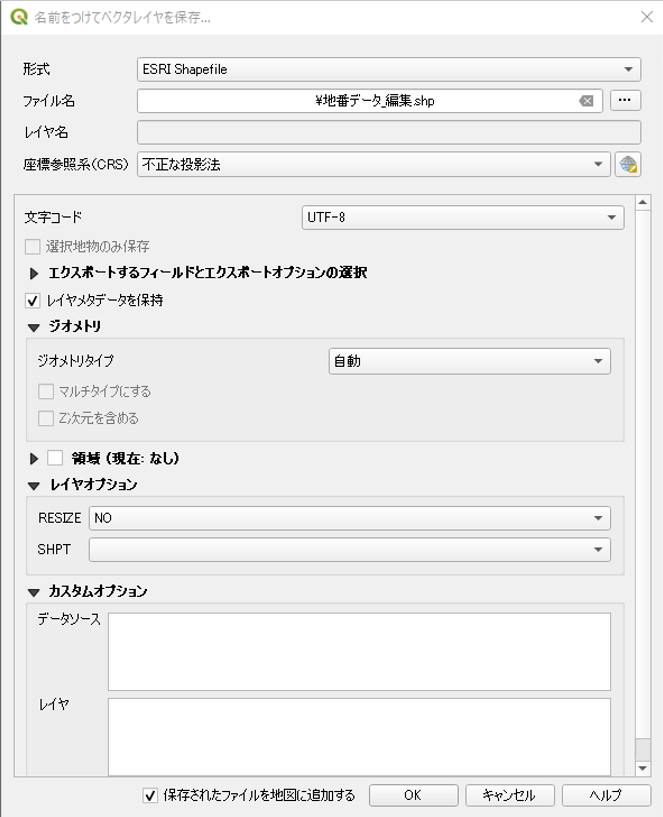 名前をつけてベクタレイヤを保存...
形式 ESRI Shapefile
ファイル名 ¥地番データ_編集.shp ...
レイヤ名
座標参照系(CRS) 不正な投影法
文字コード UTF-8
選択地物のみ保存
エクスポートするフィールドとエクスポートオプションの選択
レイヤメタデータを保持
ジオメトリ
ジオメトリタイプ 自動
マルチタイプにする
Z次元を含める
領域 (現在: なし)
レイヤオプション
RESIZE NO
SHPT
カスタムオプション
データソース
レイヤ
保存されたファイルを地図に追加する OK キャンセル ヘルプ